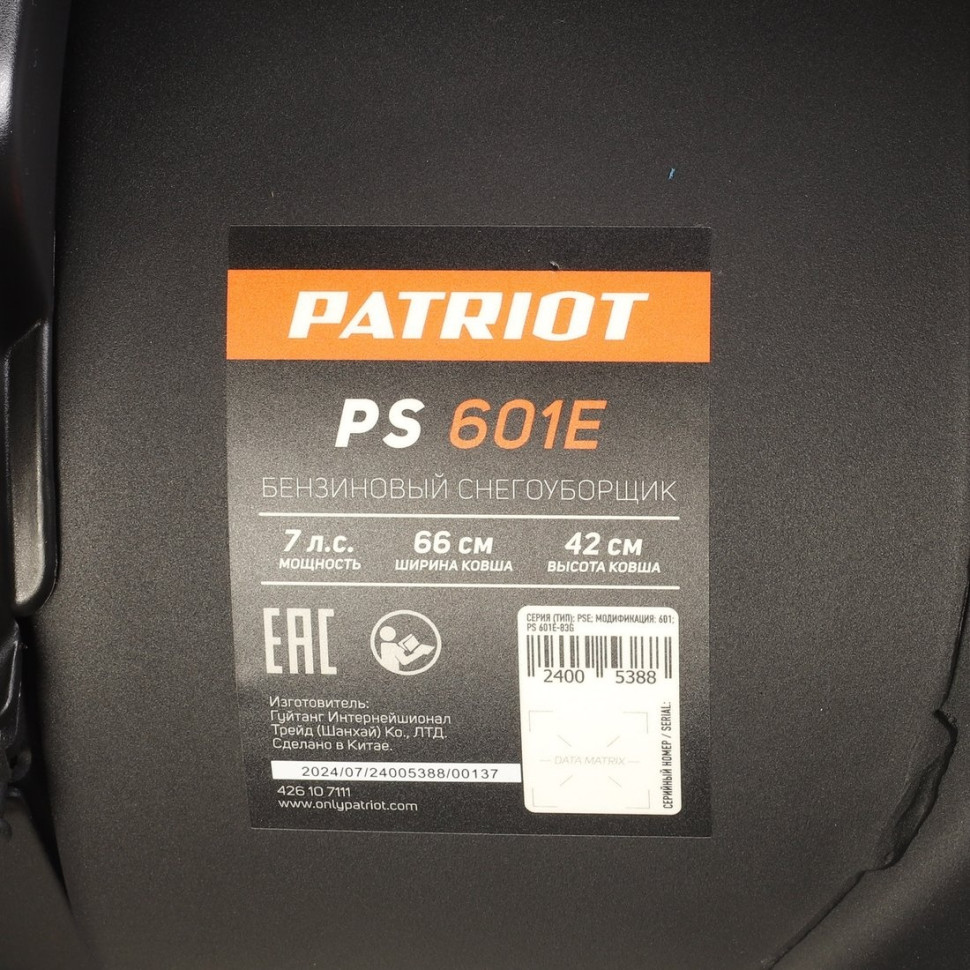 PATRIOT
PS 601E
БЕНЗИНОВЫЙ СНЕГОУБОРЩИК
7 л.с. 66 см 42 см
МОЩНОСТЬ ШИРИНА КОВША ВЫСОТА КОВША
EAC
СЕРИЯ (ТИП): PSE; МОДИФИКАЦИЯ: 601;
PS 601E-83G
2400 5388
DATA MATRIX
СЕРИЙНЫЙ НОМЕР / SERIAL:
Изготовитель:
Гуйтанг Интернейшионал
Трейд (Шанхай) Ко., ЛТД.
Сделано в Китае.
2024/07/24005388/00137
426 10 7111
www.onlypatriot.com